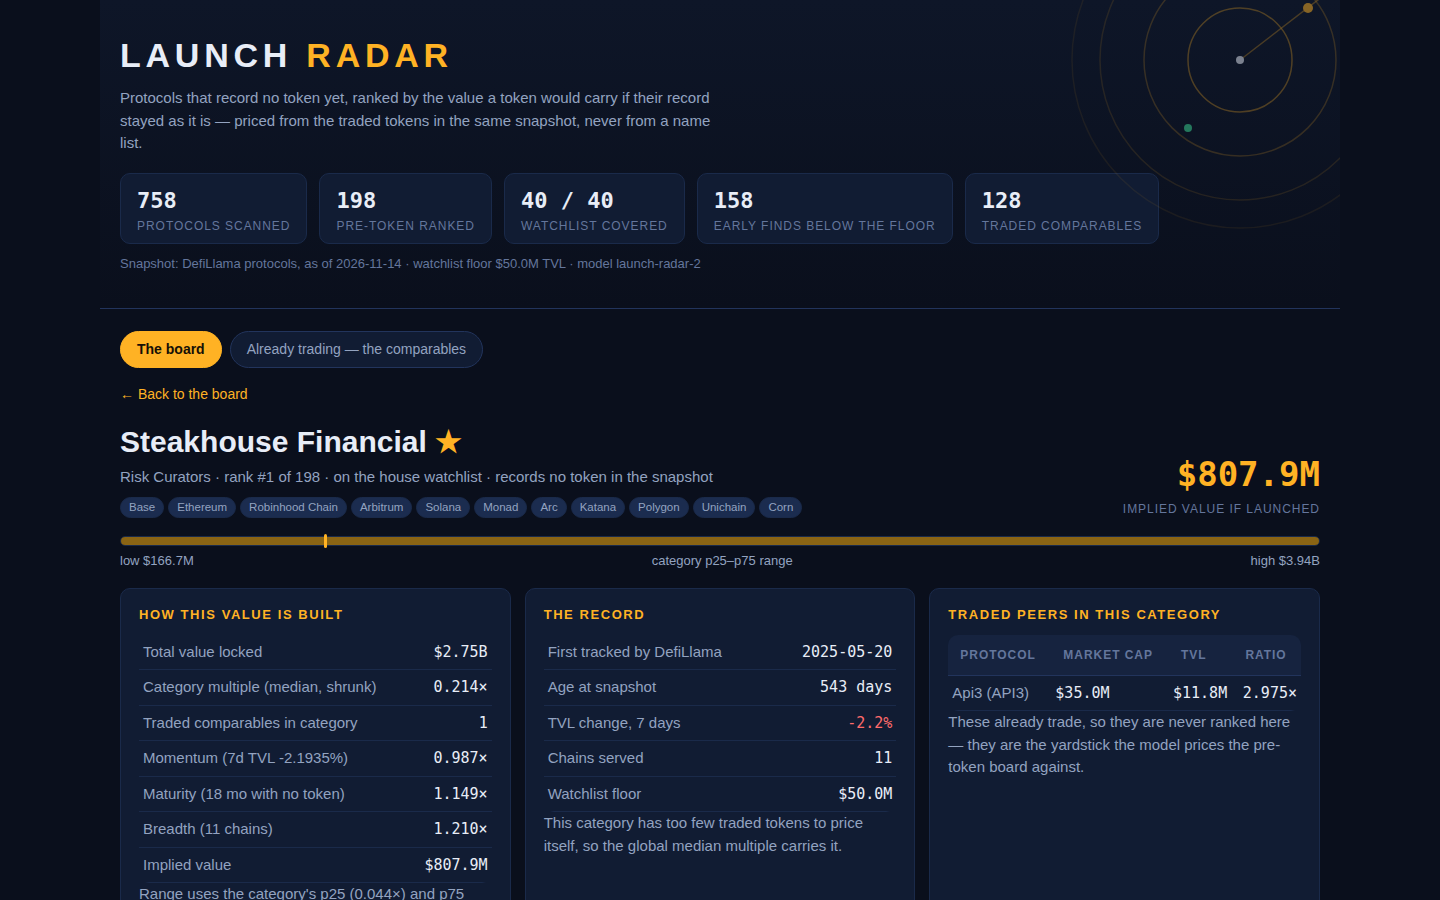 LAUNCH RADAR
Protocols that record no token yet, ranked by the value a token would carry if their record
stayed as it is — priced from the traded tokens in the same snapshot, never from a name
list.
758
PROTOCOLS SCANNED
198
PRE-TOKEN RANKED
40 / 40
WATCHLIST COVERED
158
EARLY FINDS BELOW THE FLOOR
128
TRADED COMPARABLES
Snapshot: DefiLlama protocols, as of 2026-11-14 · watchlist floor $50.0M TVL · model launch-radar-2
The board
Already trading — the comparables
← Back to the board
Steakhouse Financial ★
Risk Curators · rank #1 of 198 · on the house watchlist · records no token in the snapshot
Base Ethereum Robinhood Chain Arbitrum Solana Monad Arc Katana Polygon Unichain Corn
$807.9M
IMPLIED VALUE IF LAUNCHED
low $166.7M category p25–p75 range high $3.94B
HOW THIS VALUE IS BUILT
Total value locked $2.75B
Category multiple (median, shrunk) 0.214×
Traded comparables in category 1
Momentum (7d TVL -2.1935%) 0.987×
Maturity (18 mo with no token) 1.149×
Breadth (11 chains) 1.210×
Implied value $807.9M
Range uses the category's p25 (0.044×) and p75
THE RECORD
First tracked by DefiLlama 2025-05-20
Age at snapshot 543 days
TVL change, 7 days -2.2%
Chains served 11
Watchlist floor $50.0M
This category has too few traded tokens to price
itself, so the global median multiple carries it.
TRADED PEERS IN THIS CATEGORY
PROTOCOL MARKET CAP TVL RATIO
Api3 (API3) $35.0M $11.8M 2.975×
These already trade, so they are never ranked here
— they are the yardstick the model prices the pre-
token board against.